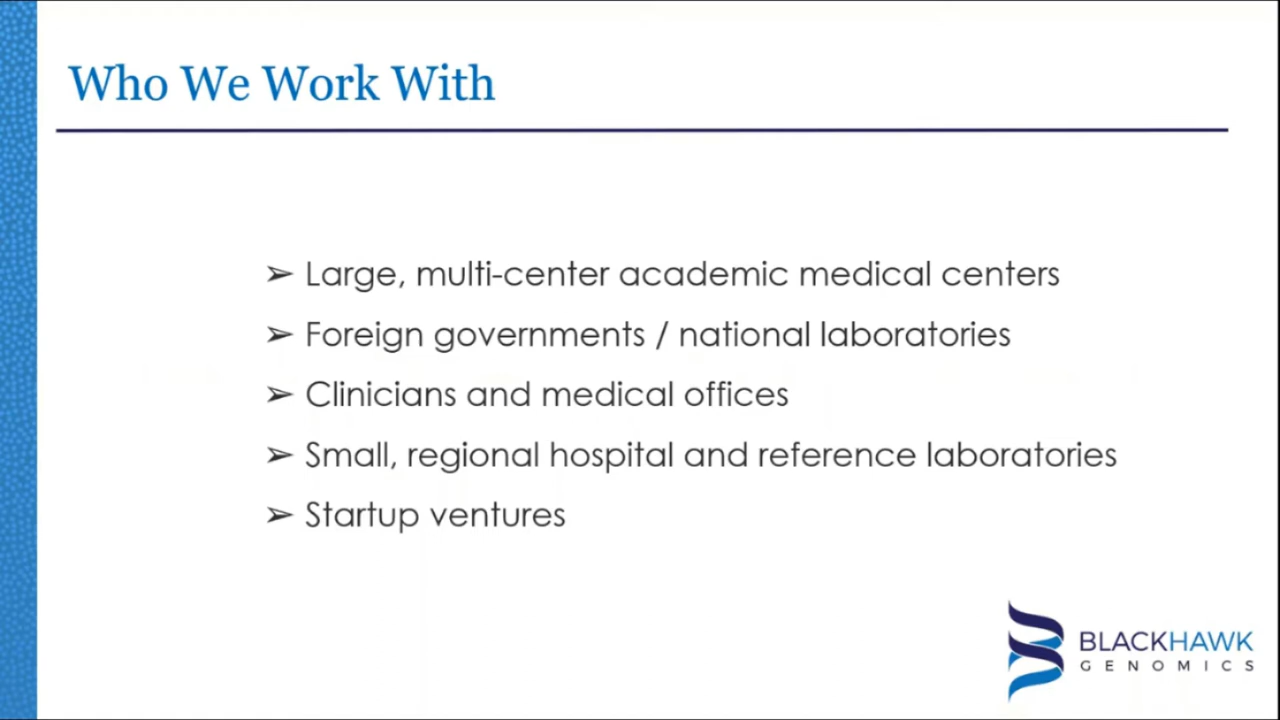 Who We Work With
➢ Large, multi-center academic medical centers
➢ Foreign governments / national laboratories
➢ Clinicians and medical offices
➢ Small, regional hospital and reference laboratories
➢ Startup ventures
BLACKHAWK
GENOMICS